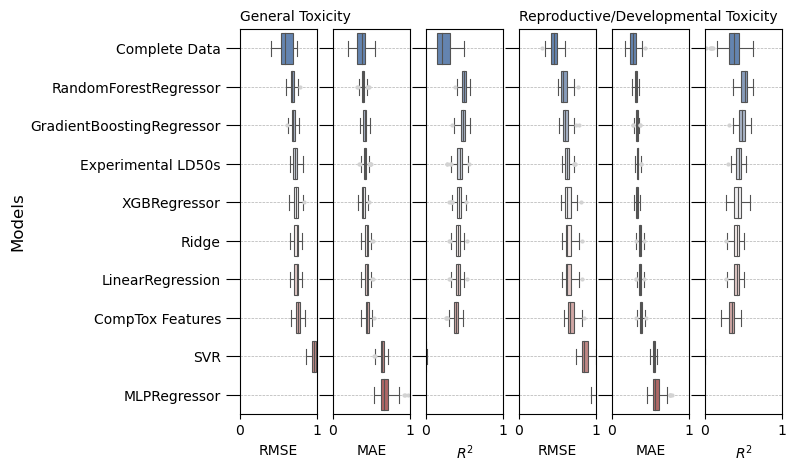 General Toxicity
Reproductive/Developmental Toxicity
Models
Complete Data
RandomForestRegressor
GradientBoostingRegressor
Experimental LD50s
XGBRegressor
Ridge
LinearRegression
CompTox Features
SVR
MLPRegressor
0 1 0 1 0 1 0 1 0 1 0 1
RMSE MAE R² RMSE MAE R²